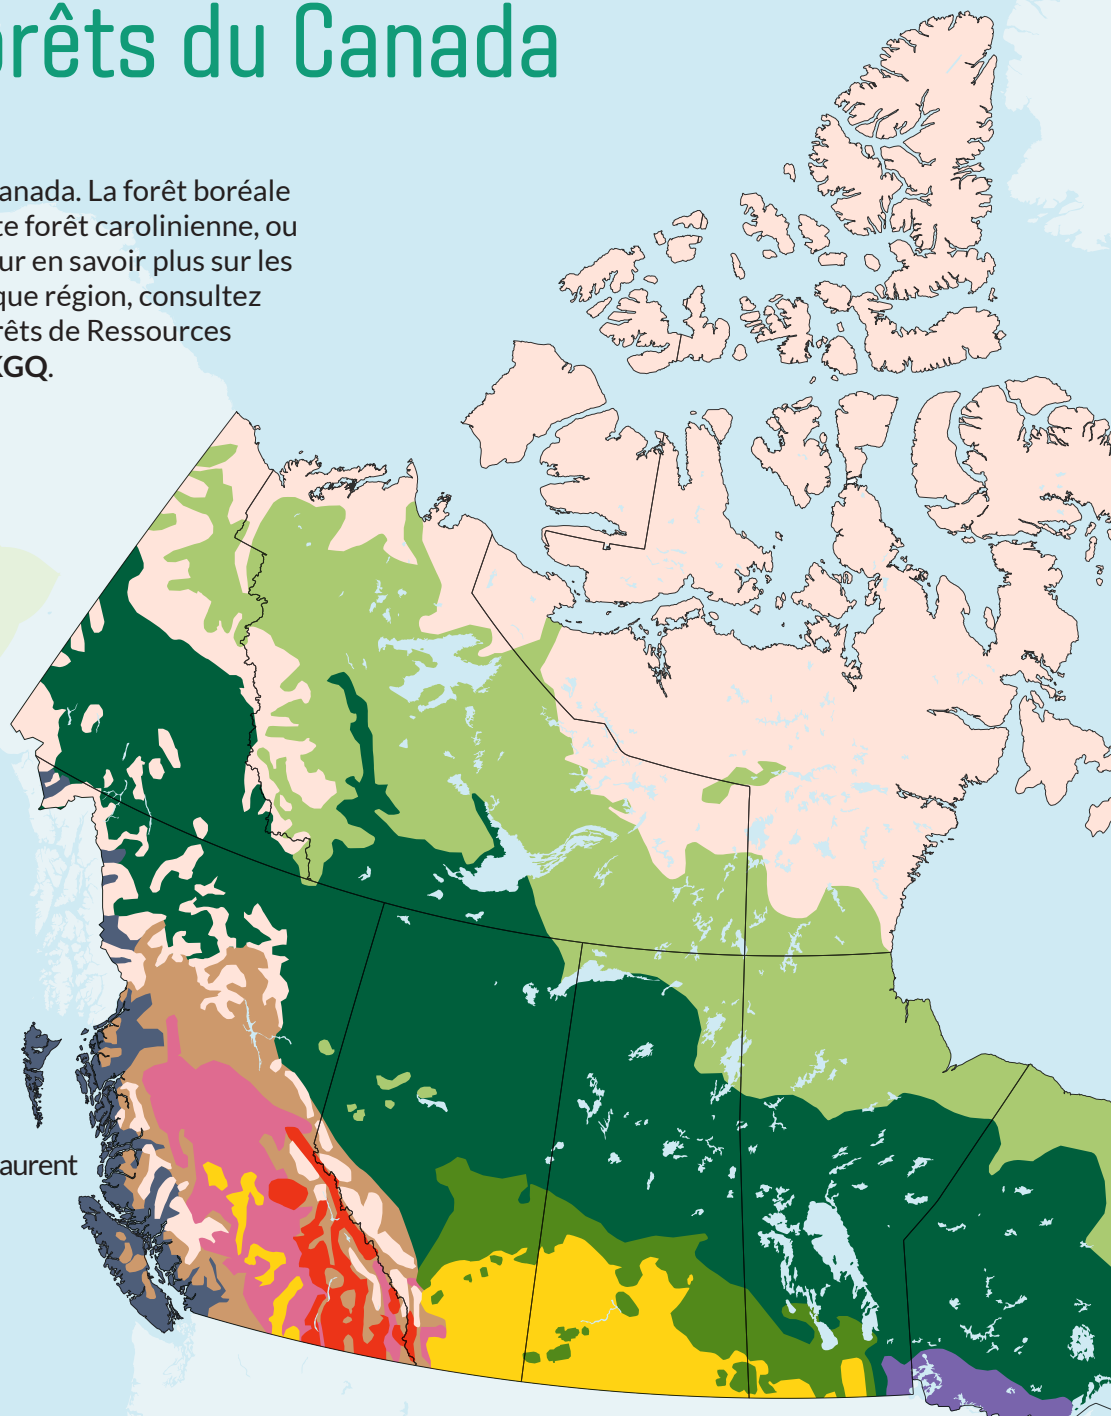 orêts du Canada
anada. La forêt boréale
te forêt carolinienne, ou
ur en savoir plus sur les
que région, consultez
rêts de Ressources
KGQ.
aurent